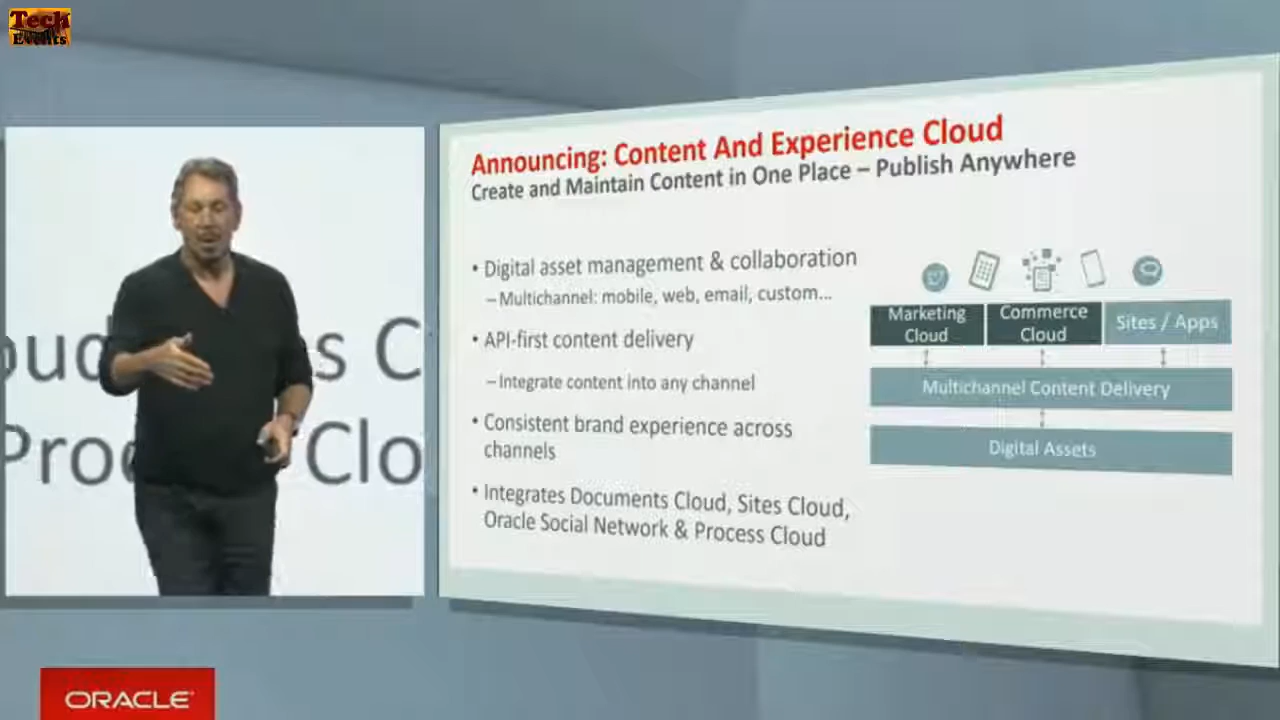 Tech
Events
Announcing: Content And Experience Cloud
Create and Maintain Content in One Place – Publish Anywhere
• Digital asset management & collaboration
– Multichannel: mobile, web, email, custom...
• API-first content delivery
– Integrate content into any channel
• Consistent brand experience across
channels
• Integrates Documents Cloud, Sites Cloud,
Oracle Social Network & Process Cloud
Marketing
Cloud
Commerce
Cloud
Sites / Apps
Multichannel Content Delivery
Digital Assets
ORACLE